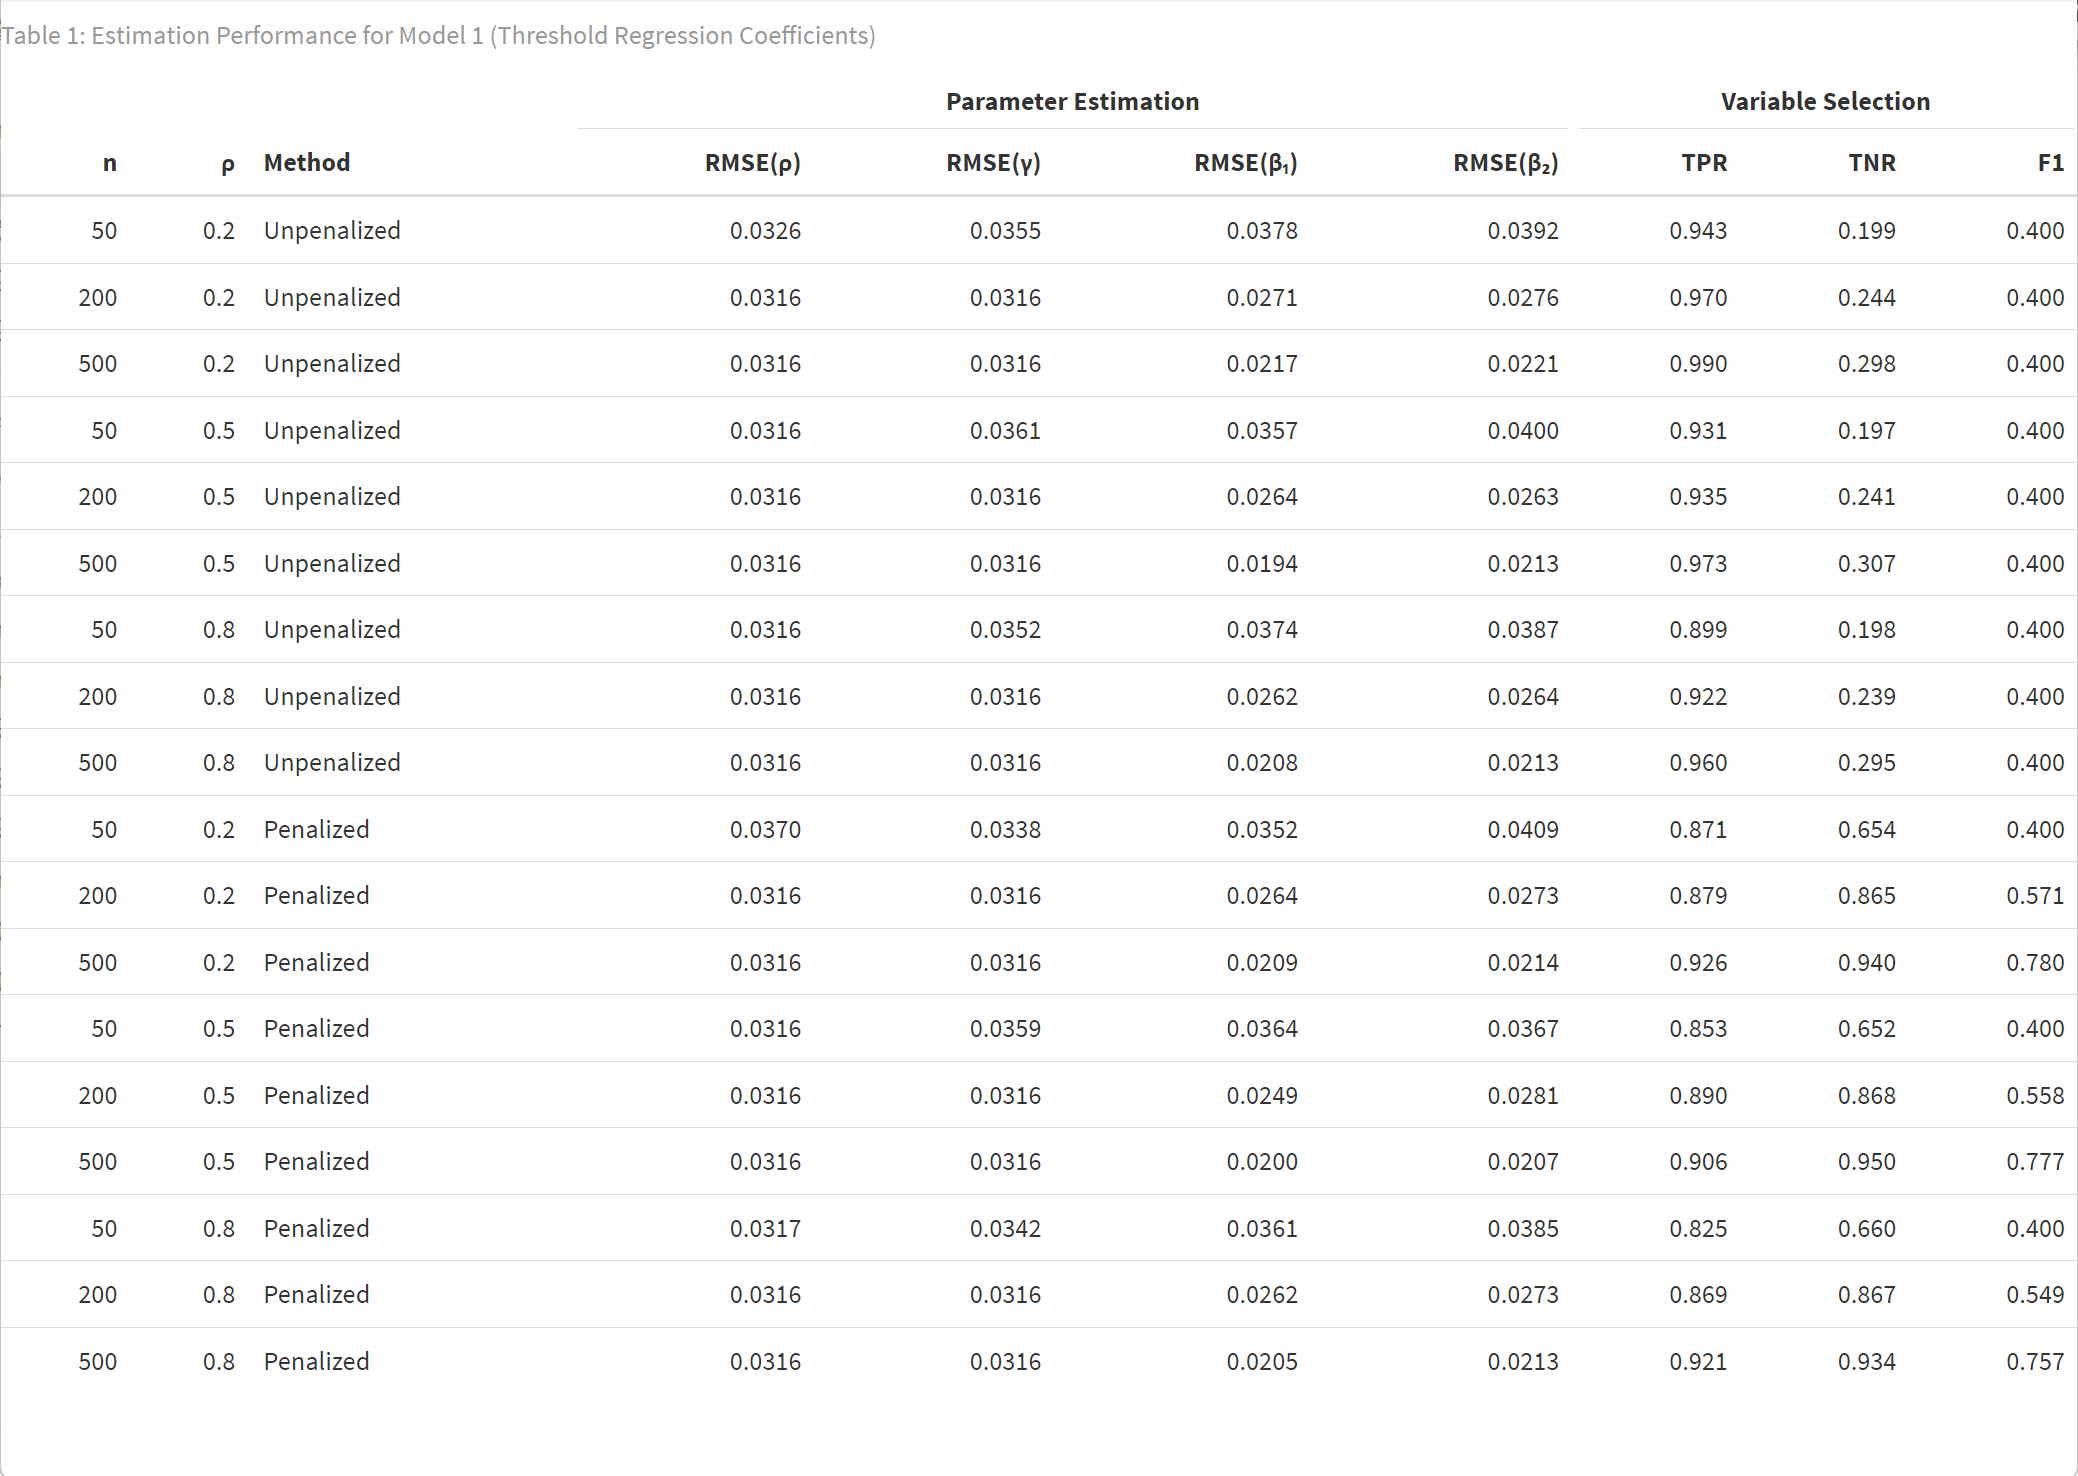 Table 1: Estimation Performance for Model 1 (Threshold Regression Coefficients)
Parameter Estimation Variable Selection
n ρ Method RMSE(ρ) RMSE(γ) RMSE(β₁) RMSE(β₂) TPR TNR F1
50 0.2 Unpenalized 0.0326 0.0355 0.0378 0.0392 0.943 0.199 0.400
200 0.2 Unpenalized 0.0316 0.0316 0.0271 0.0276 0.970 0.244 0.400
500 0.2 Unpenalized 0.0316 0.0316 0.0217 0.0221 0.990 0.298 0.400
50 0.5 Unpenalized 0.0316 0.0361 0.0357 0.0400 0.931 0.197 0.400
200 0.5 Unpenalized 0.0316 0.0316 0.0264 0.0263 0.935 0.241 0.400
500 0.5 Unpenalized 0.0316 0.0316 0.0194 0.0213 0.973 0.307 0.400
50 0.8 Unpenalized 0.0316 0.0352 0.0374 0.0387 0.899 0.198 0.400
200 0.8 Unpenalized 0.0316 0.0316 0.0262 0.0264 0.922 0.239 0.400
500 0.8 Unpenalized 0.0316 0.0316 0.0208 0.0213 0.960 0.295 0.400
50 0.2 Penalized 0.0370 0.0338 0.0352 0.0409 0.871 0.654 0.400
200 0.2 Penalized 0.0316 0.0316 0.0264 0.0273 0.879 0.865 0.571
500 0.2 Penalized 0.0316 0.0316 0.0209 0.0214 0.926 0.940 0.780
50 0.5 Penalized 0.0316 0.0359 0.0364 0.0367 0.853 0.652 0.400
200 0.5 Penalized 0.0316 0.0316 0.0249 0.0281 0.890 0.868 0.558
500 0.5 Penalized 0.0316 0.0316 0.0200 0.0207 0.906 0.950 0.777
50 0.8 Penalized 0.0317 0.0342 0.0361 0.0385 0.825 0.660 0.400
200 0.8 Penalized 0.0316 0.0316 0.0262 0.0273 0.869 0.867 0.549
500 0.8 Penalized 0.0316 0.0316 0.0205 0.0213 0.921 0.934 0.757